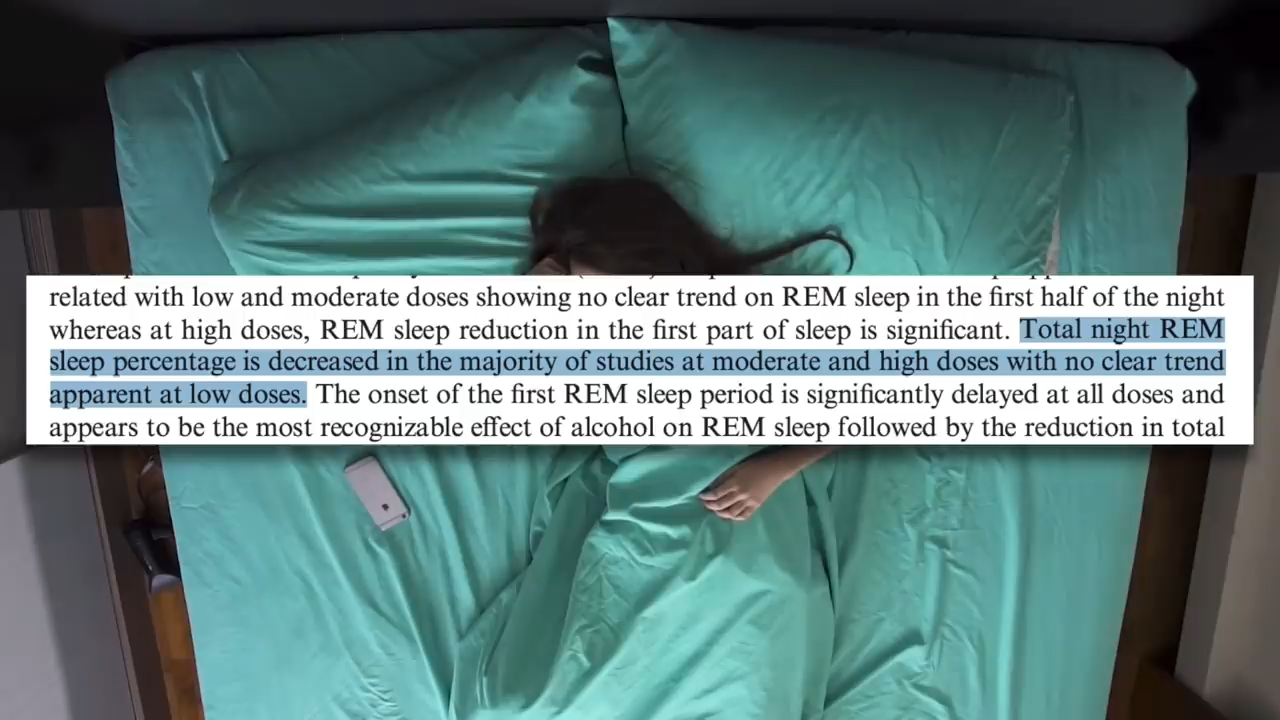 related with low and moderate doses showing no clear trend on REM sleep in the first half of the night
whereas at high doses, REM sleep reduction in the first part of sleep is significant. Total night REM
sleep percentage is decreased in the majority of studies at moderate and high doses with no clear trend
apparent at low doses. The onset of the first REM sleep period is significantly delayed at all doses and
appears to be the most recognizable effect of alcohol on REM sleep followed by the reduction in total